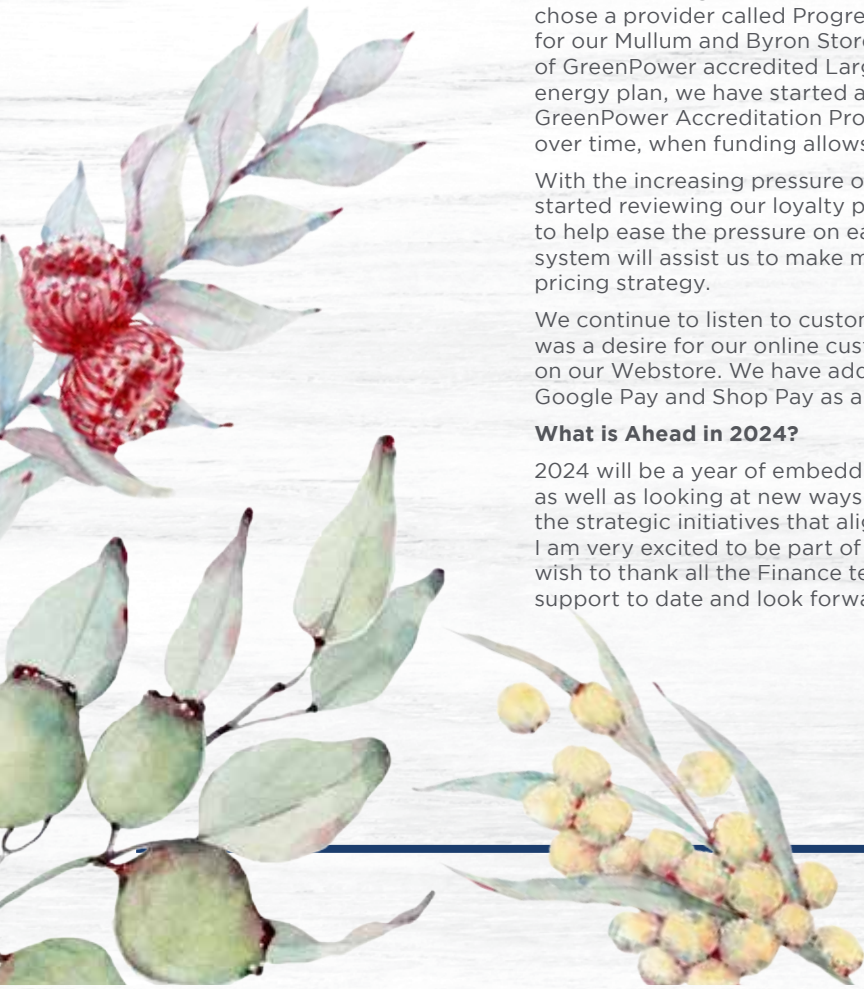 chose a provider called Progre
for our Mullum and Byron Stor
of GreenPower accredited Larg
energy plan, we have started a
GreenPower Accreditation Pro
over time, when funding allows
With the increasing pressure o
started reviewing our loyalty p
to help ease the pressure on ea
system will assist us to make m
pricing strategy.
We continue to listen to custom
was a desire for our online cust
on our Webstore. We have add
Google Pay and Shop Pay as a
What is Ahead in 2024?
2024 will be a year of embedd
as well as looking at new ways
the strategic initiatives that alig
I am very excited to be part of
wish to thank all the Finance te
support to date and look forwa